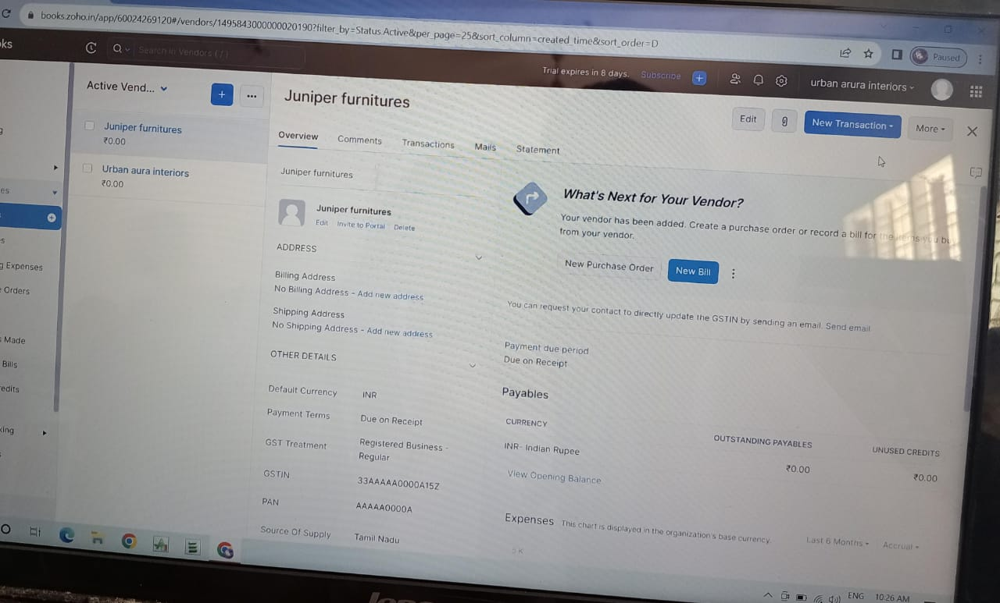 books.zoho.in/app/60024269120#/vendors/1495843000000020190?filter_by=Status.Active&per_page=25&sort_column=created_time&sort_order=D
Paused
ks
Search in Vendors ( / )
Trial expires in 8 days.
Subscribe
urban arura interiors
Active Vend...
Juniper furnitures
₹0.00
Urban aura interiors
₹0.00
es
s
g Expenses
Orders
s Made
Bills
redits
king
Juniper furnitures
Edit
New Transaction
More
Overview
Comments
Transactions
Mails
Statement
Juniper furnitures
Juniper furnitures
Edit
Invite to Portal
Delete
ADDRESS
Billing Address
No Billing Address - Add new address
Shipping Address
No Shipping Address - Add new address
OTHER DETAILS
Default Currency INR
Payment Terms Due on Receipt
GST Treatment Registered Business -
Regular
GSTIN 33AAAAA0000A15Z
PAN AAAAA0000A
Source Of Supply Tamil Nadu
What's Next for Your Vendor?
Your vendor has been added. Create a purchase order or record a bill for the items you bu
from your vendor.
New Purchase Order
New Bill
You can request your contact to directly update the GSTIN by sending an email. Send email
Payment due period
Due on Receipt
Payables
CURRENCY
OUTSTANDING PAYABLES
UNUSED CREDITS
INR- Indian Rupee
₹0.00
₹0.00
View Opening Balance
Expenses
This chart is displayed in the organization's base currency.
Last 6 Months
Accrual
5 K
ENG
10:26 AM